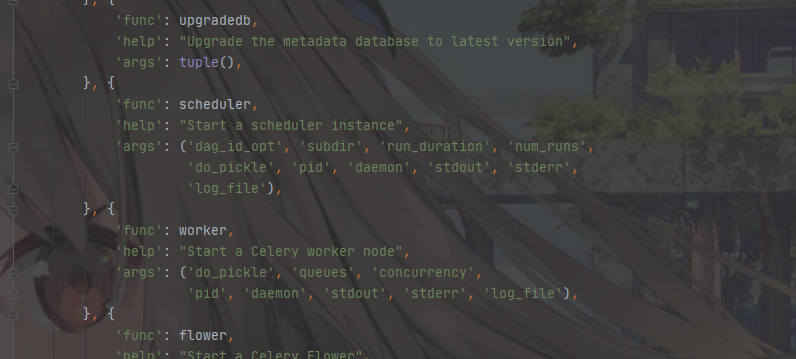 }, {
'func': upgradedb,
'help': "Upgrade the metadata database to latest version",
'args': tuple(),
}, {
'func': scheduler,
'help': "Start a scheduler instance",
'args': ('dag_id_opt', 'subdir', 'run_duration', 'num_runs',
'do_pickle', 'pid', 'daemon', 'stdout', 'stderr',
'log_file'),
}, {
'func': worker,
'help': "Start a Celery worker node",
'args': ('do_pickle', 'queues', 'concurrency',
'pid', 'daemon', 'stdout', 'stderr', 'log_file'),
}, {
'func': flower,
'help': "Start a Celery Flower",